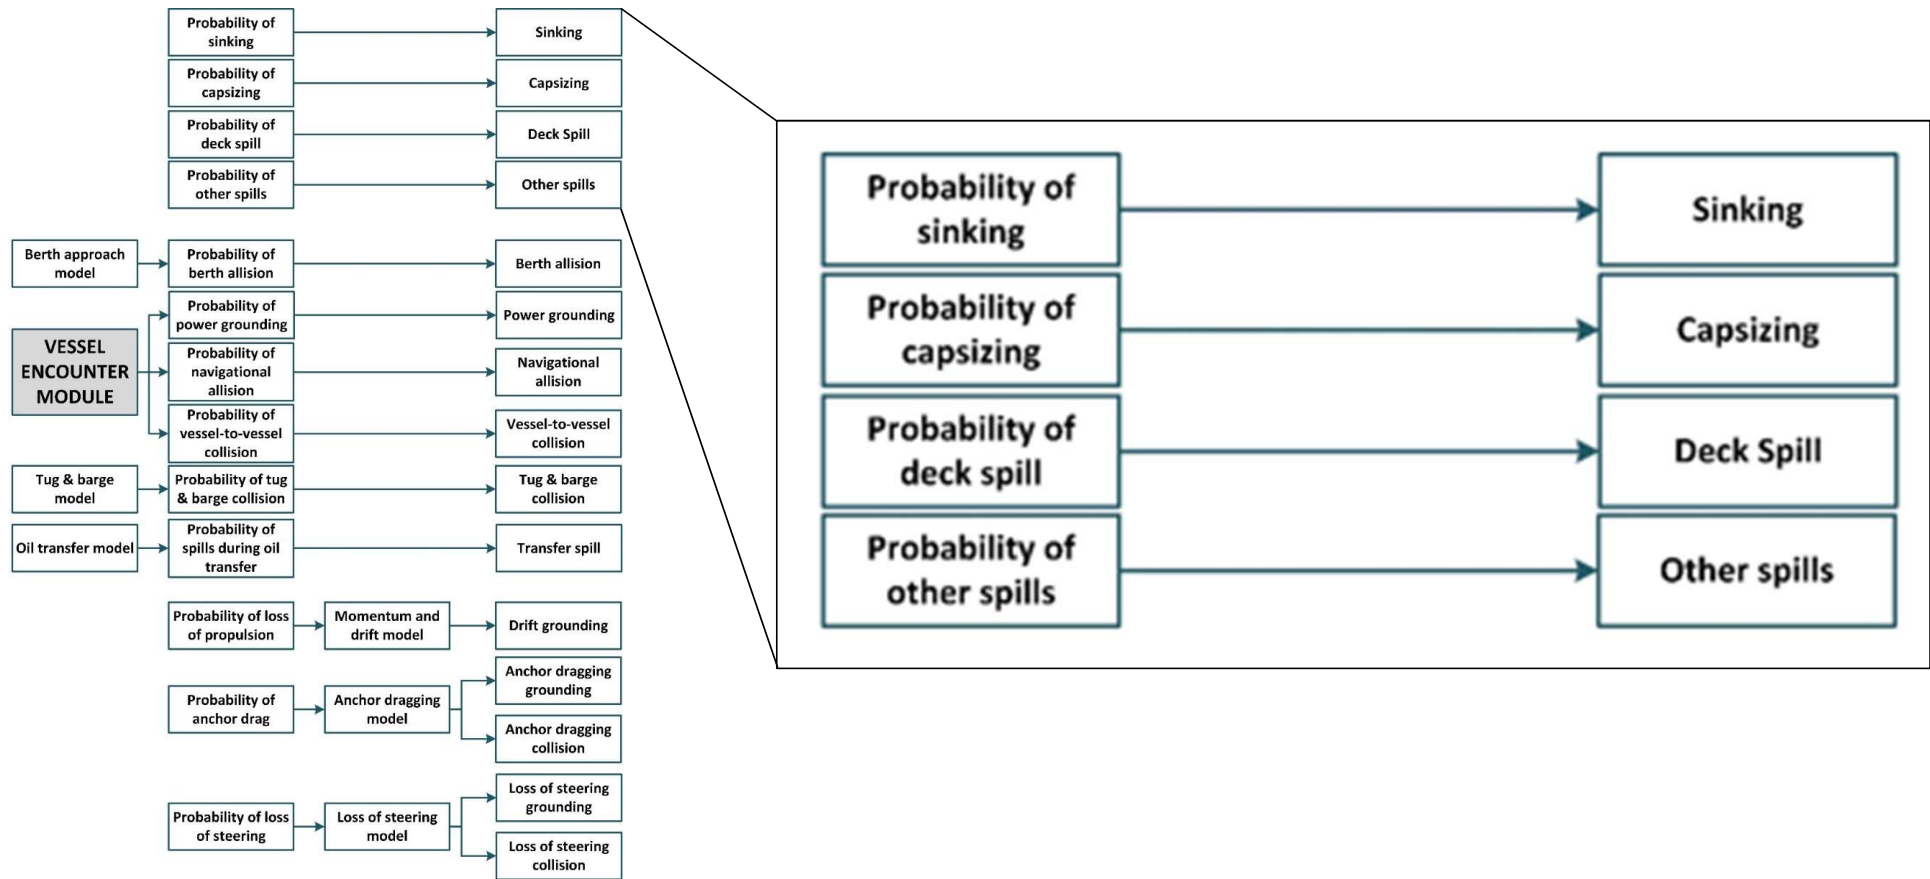 Probability of
sinking
Sinking
Probability of
capsizing
Capsizing
Probability of
deck spill
Deck Spill
Probability of
other spills
Other spills
Berth approach
model
Probability of
berth allision
Berth allision
VESSEL
ENCOUNTER
MODULE
Probability of
power grounding
Power grounding
Probability of
navigational
allision
Navigational
allision
Probability of
vessel-to-vessel
collision
Vessel-to-vessel
collision
Tug & barge
model
Probability of tug
& barge collision
Tug & barge
collision
Oil transfer model
Probability of
spills during oil
transfer
Transfer spill
Probability of loss
of propulsion
Momentum and
drift model
Drift grounding
Probability of
anchor drag
Anchor dragging
model
Anchor dragging
grounding
Anchor dragging
collision
Probability of loss
of steering
Loss of steering
model
Loss of steering
grounding
Loss of steering
collision
Probability of
sinking
Sinking
Probability of
capsizing
Capsizing
Probability of
deck spill
Deck Spill
Probability of
other spills
Other spills